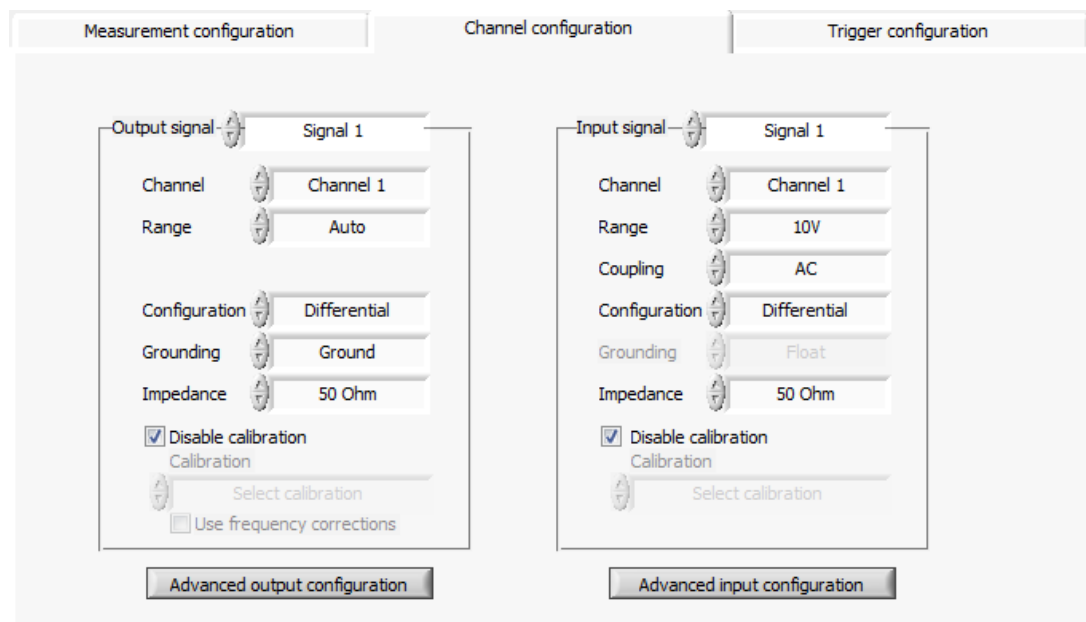 Measurement configuration
Channel configuration
Trigger configuration
Output signal
Signal 1
Channel
Channel 1
Range
Auto
Configuration
Differential
Grounding
Ground
Impedance
50 Ohm
Disable calibration
Calibration
Select calibration
Use frequency corrections
Advanced output configuration
Input signal
Signal 1
Channel
Channel 1
Range
10V
Coupling
AC
Configuration
Differential
Grounding
Float
Impedance
50 Ohm
Disable calibration
Calibration
Select calibration
Advanced input configuration